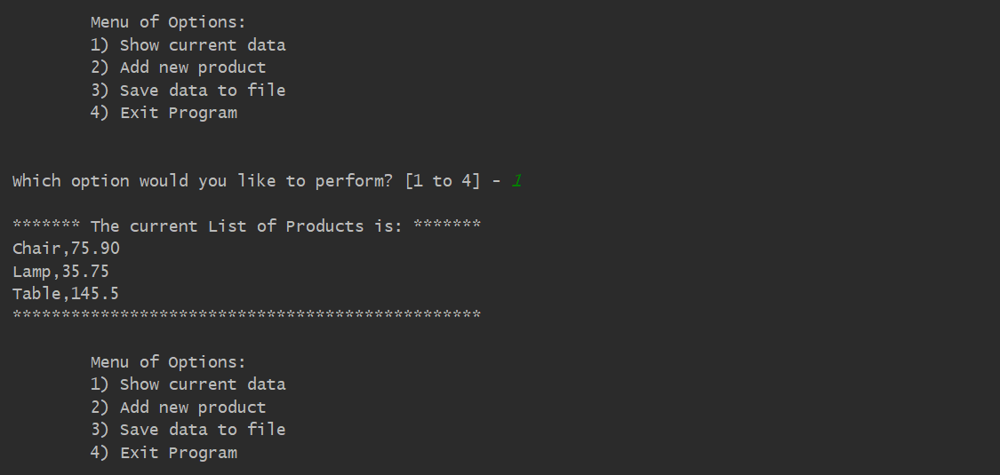 Menu of Options:
1) Show current data
2) Add new product
3) Save data to file
4) Exit Program
Which option would you like to perform? [1 to 4] - 1
******* The current List of Products is: *******
Chair,75.90
Lamp,35.75
Table,145.5
************************************************
Menu of Options:
1) Show current data
2) Add new product
3) Save data to file
4) Exit Program